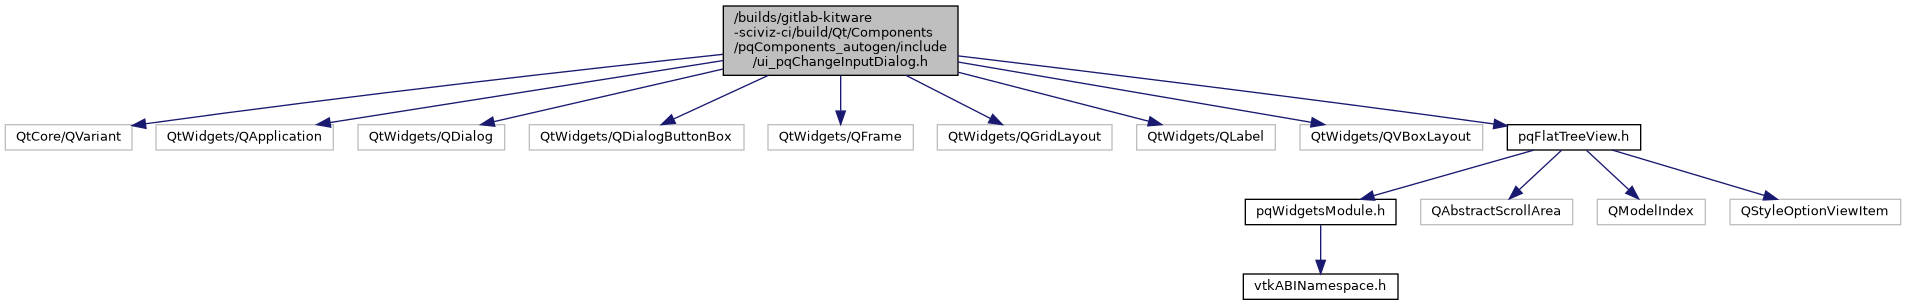 /builds/gitlab-kitware
-sciviz-ci/build/Qt/Components
/pqComponents_autogen/include
/ui_pqChangeInputDialog.h
QtCore/QVariant
QtWidgets/QApplication
QtWidgets/QDialog
QtWidgets/QDialogButtonBox
QtWidgets/QFrame
QtWidgets/QGridLayout
QtWidgets/QLabel
QtWidgets/QVBoxLayout
pqFlatTreeView.h
pqWidgetsModule.h
QAbstractScrollArea
QModelIndex
QStyleOptionViewItem
vtkABINamespace.h